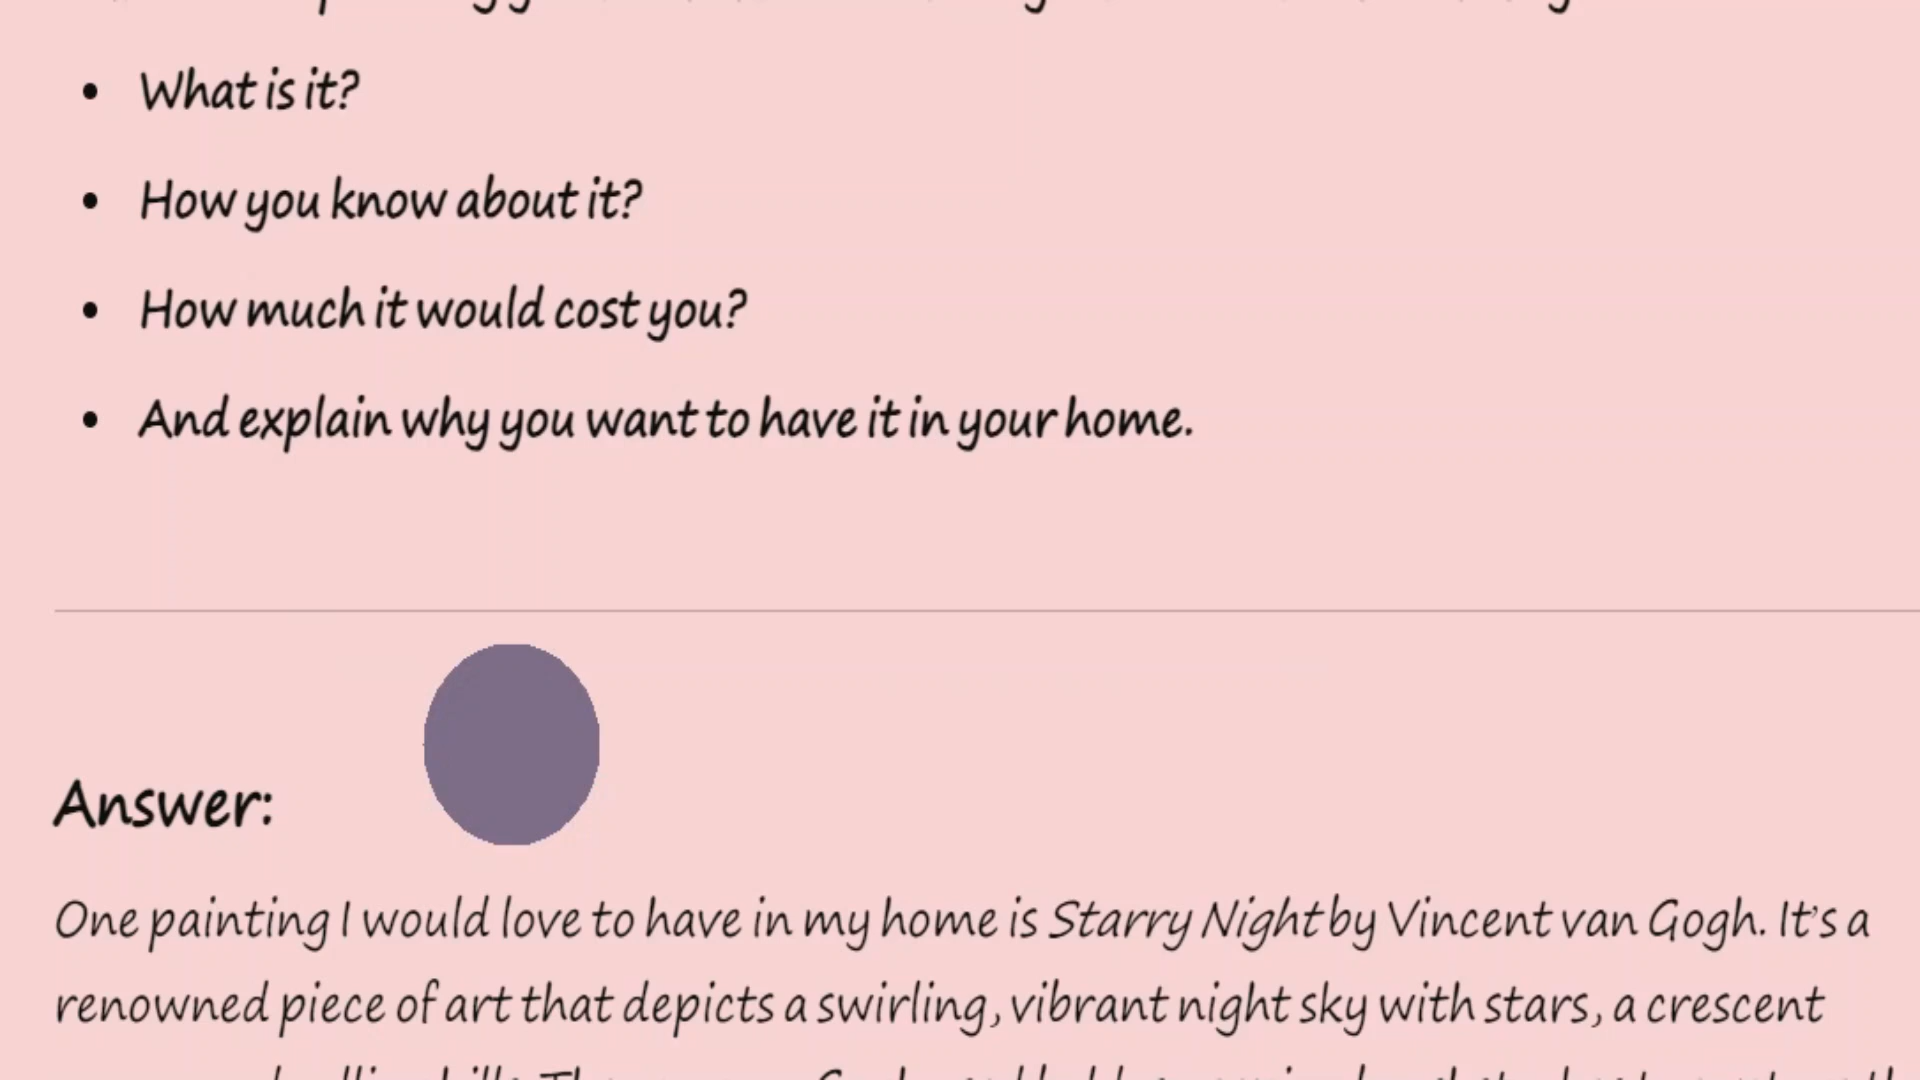 What is it?
How you know about it?
How much it would cost you?
And explain why you want to have it in your home.
Answer:
One painting I would love to have in my home is Starry Night by Vincent van Gogh. It's a
renowned piece of art that depicts a swirling, vibrant night sky with stars, a crescent